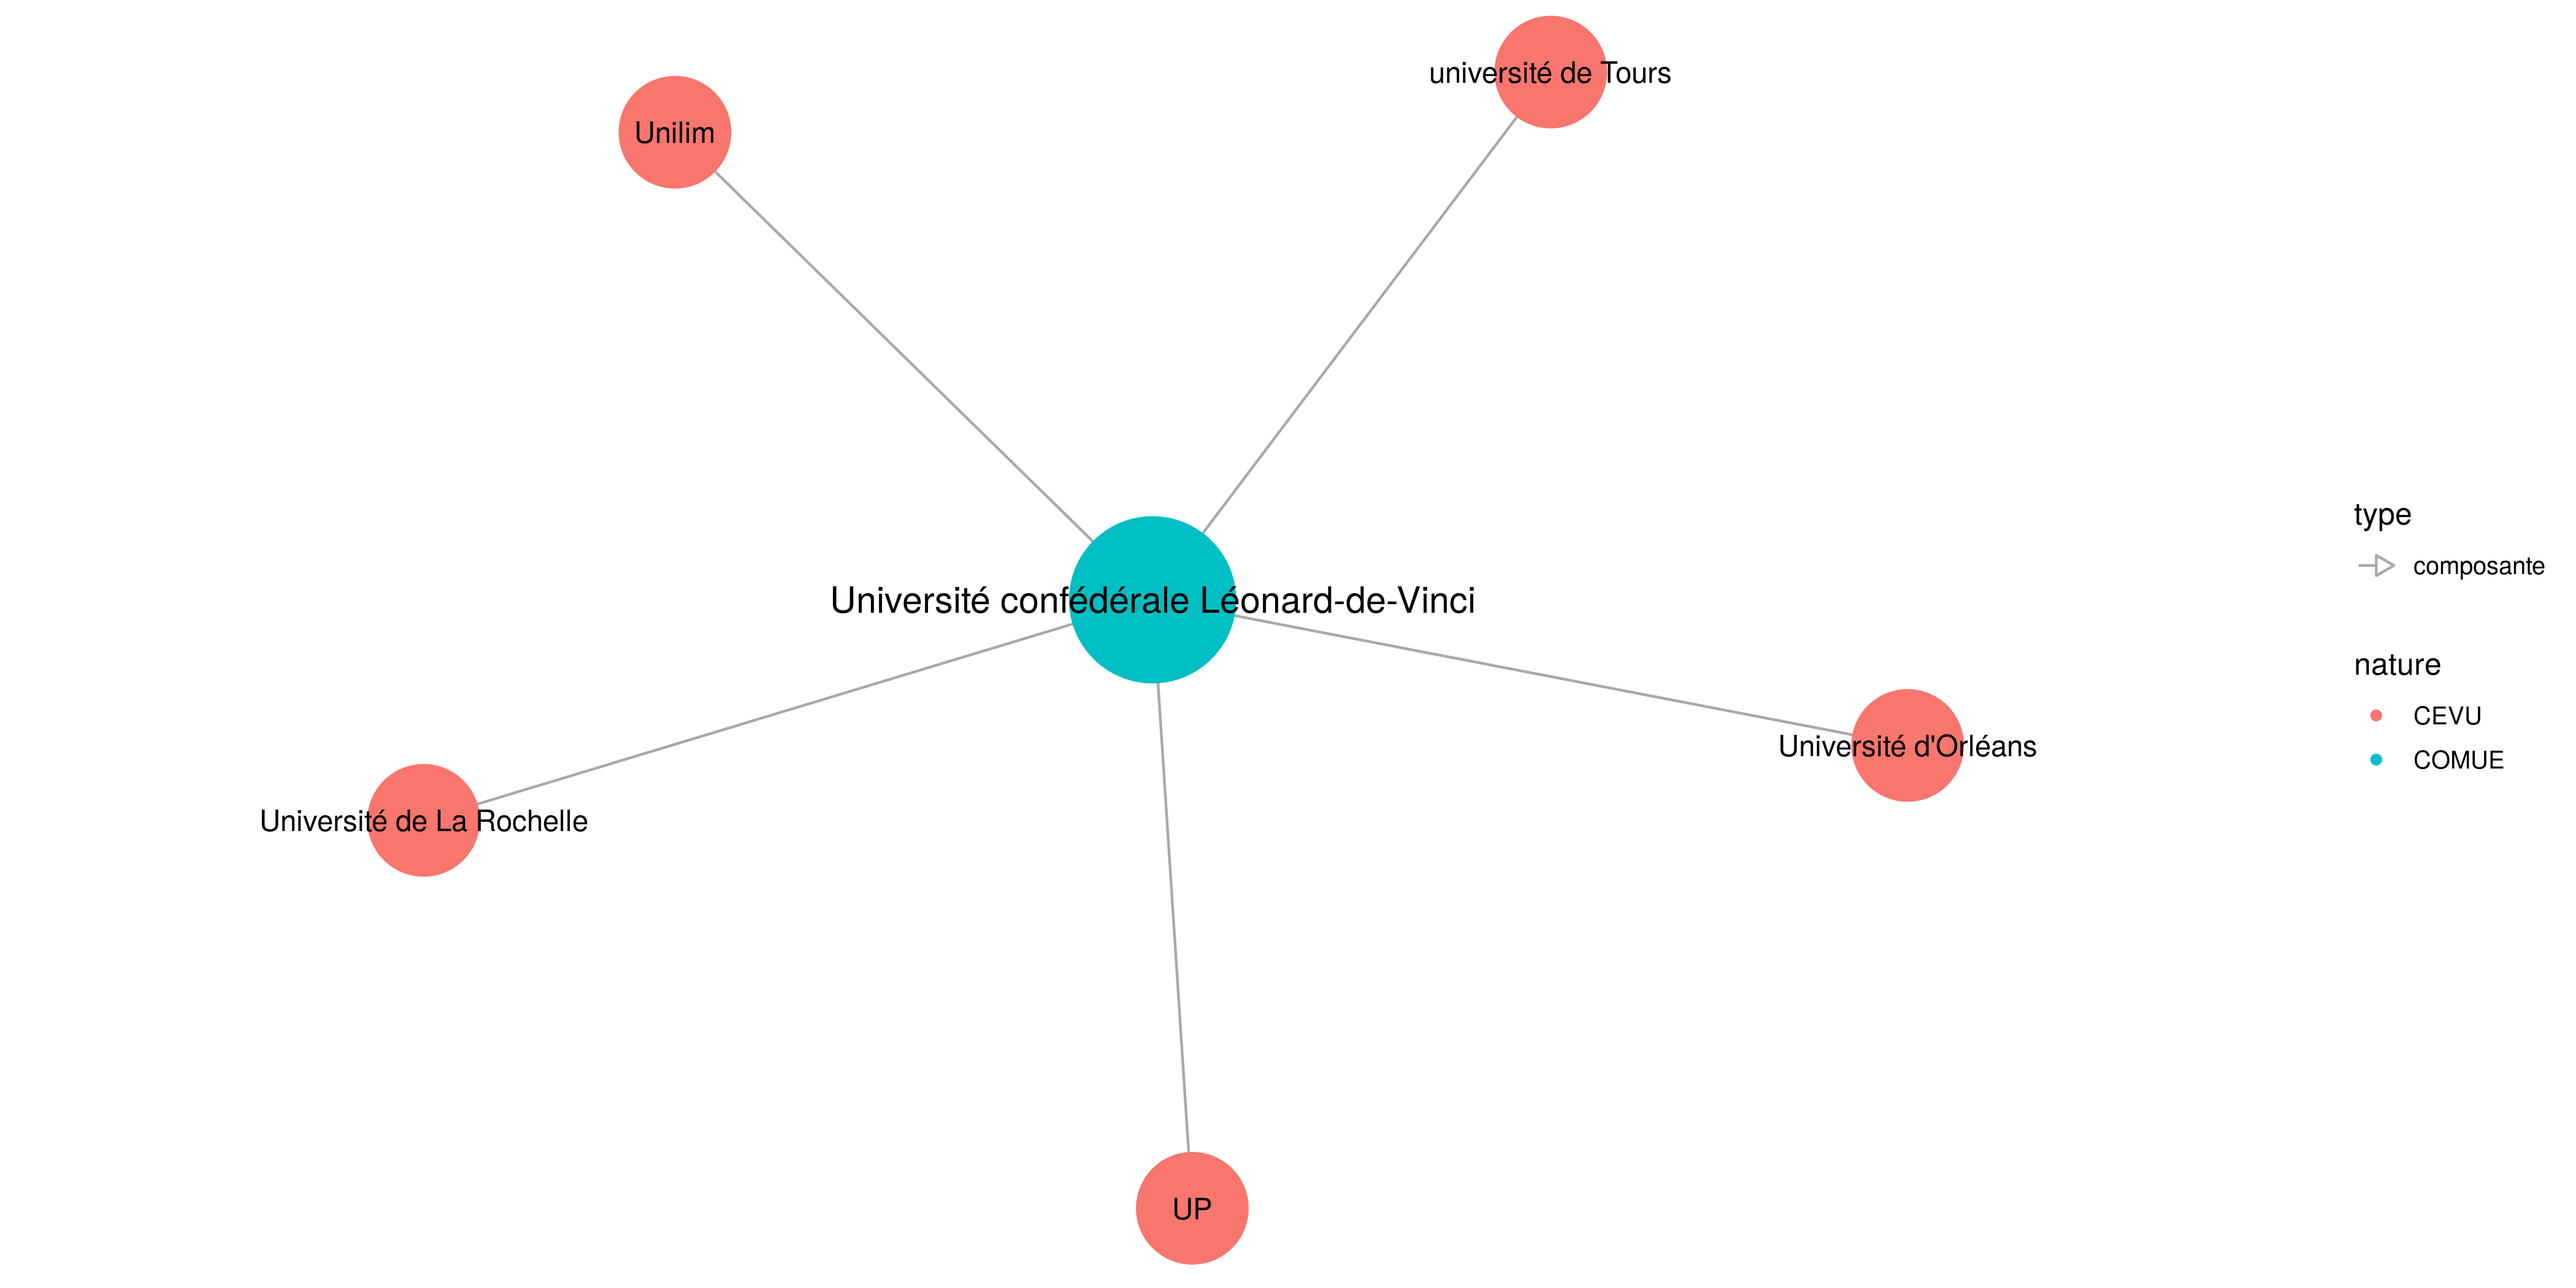 université de Tours
Unilim
Université confédérale Léonard-de-Vinci
Université d'Orléans
Université de La Rochelle
UP
type
composante
nature
CEVU
COMUE